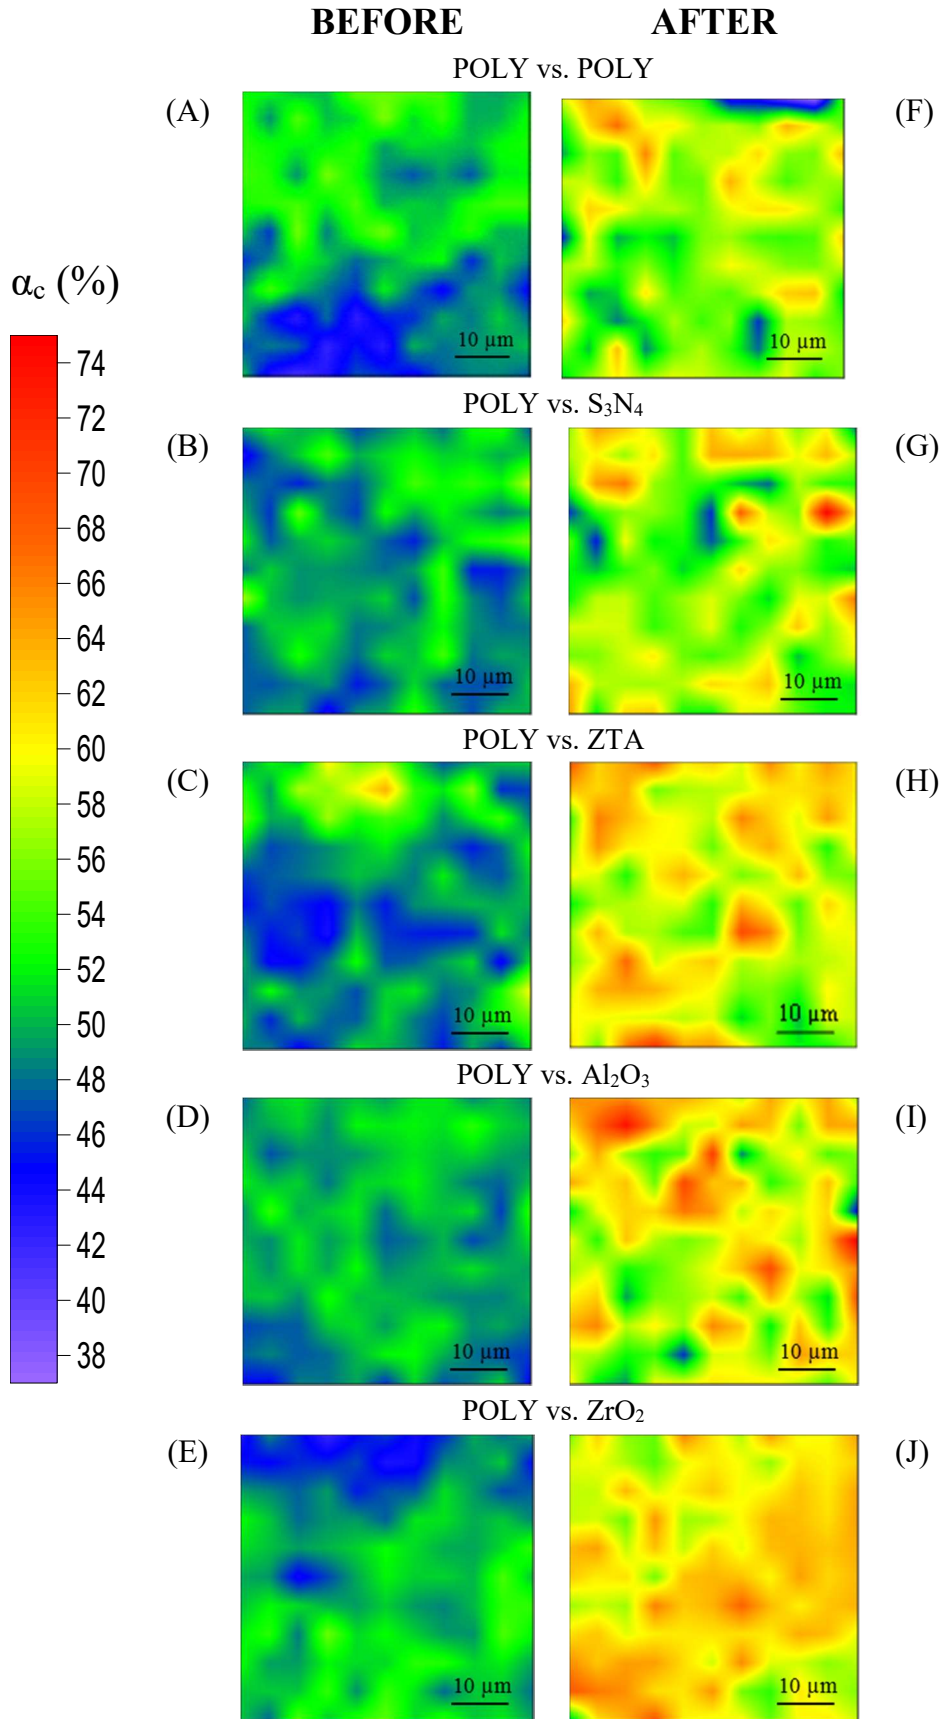 BEFORE AFTER
POLY vs. POLY
(A) (F)
10 µm 10 µm
αc (%)
POLY vs. S₃N₄
(B) (G)
10 µm 10 µm
POLY vs. ZTA
(C) (H)
10 µm 10 µm
POLY vs. Al₂O₃
(D) (I)
10 µm 10 µm
POLY vs. ZrO₂
(E) (J)
10 µm 10 µm
74
72
70
68
66
64
62
60
58
56
54
52
50
48
46
44
42
40
38